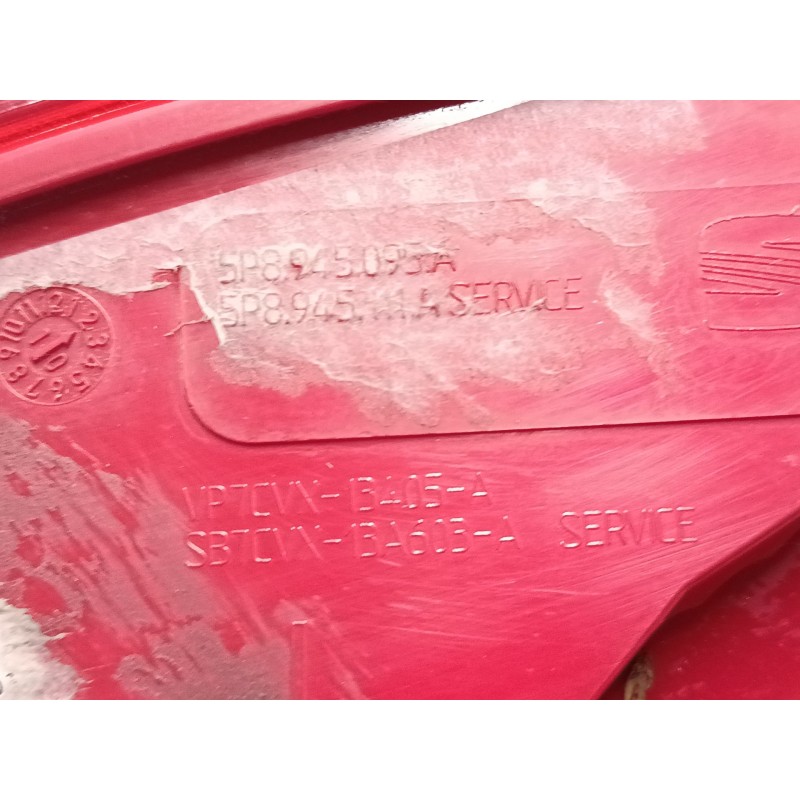 5P8.945.095.A
5P8.945.111.A SERVICE
VP7CVX-13405-A
SB7CVX-13A603-A SERVICE